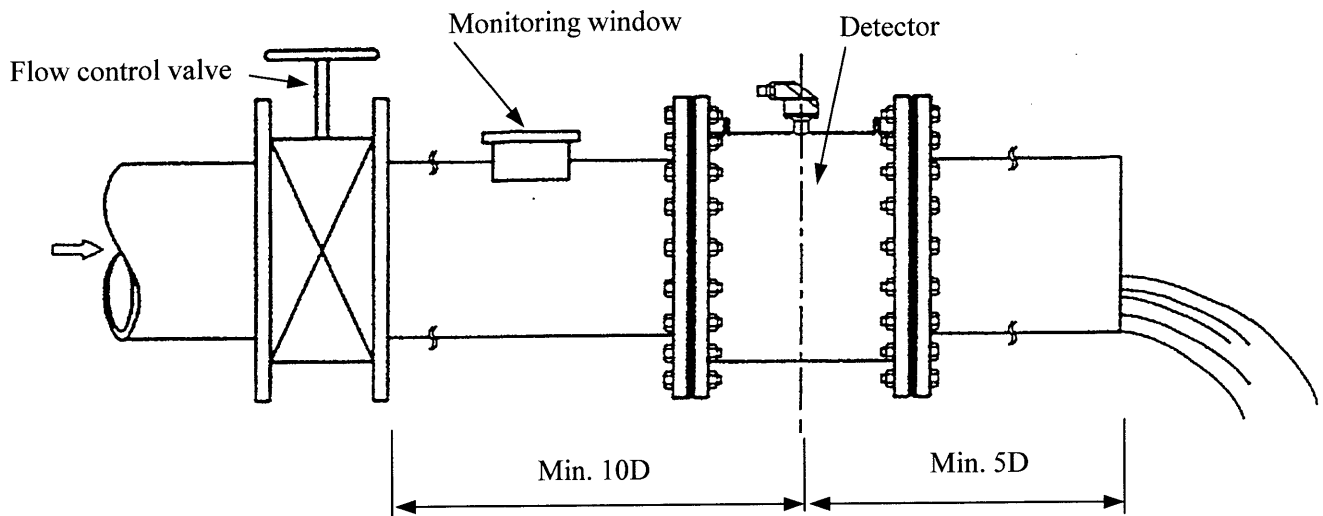 Monitoring window
Detector
Flow control valve
Min. 10D
Min. 5D